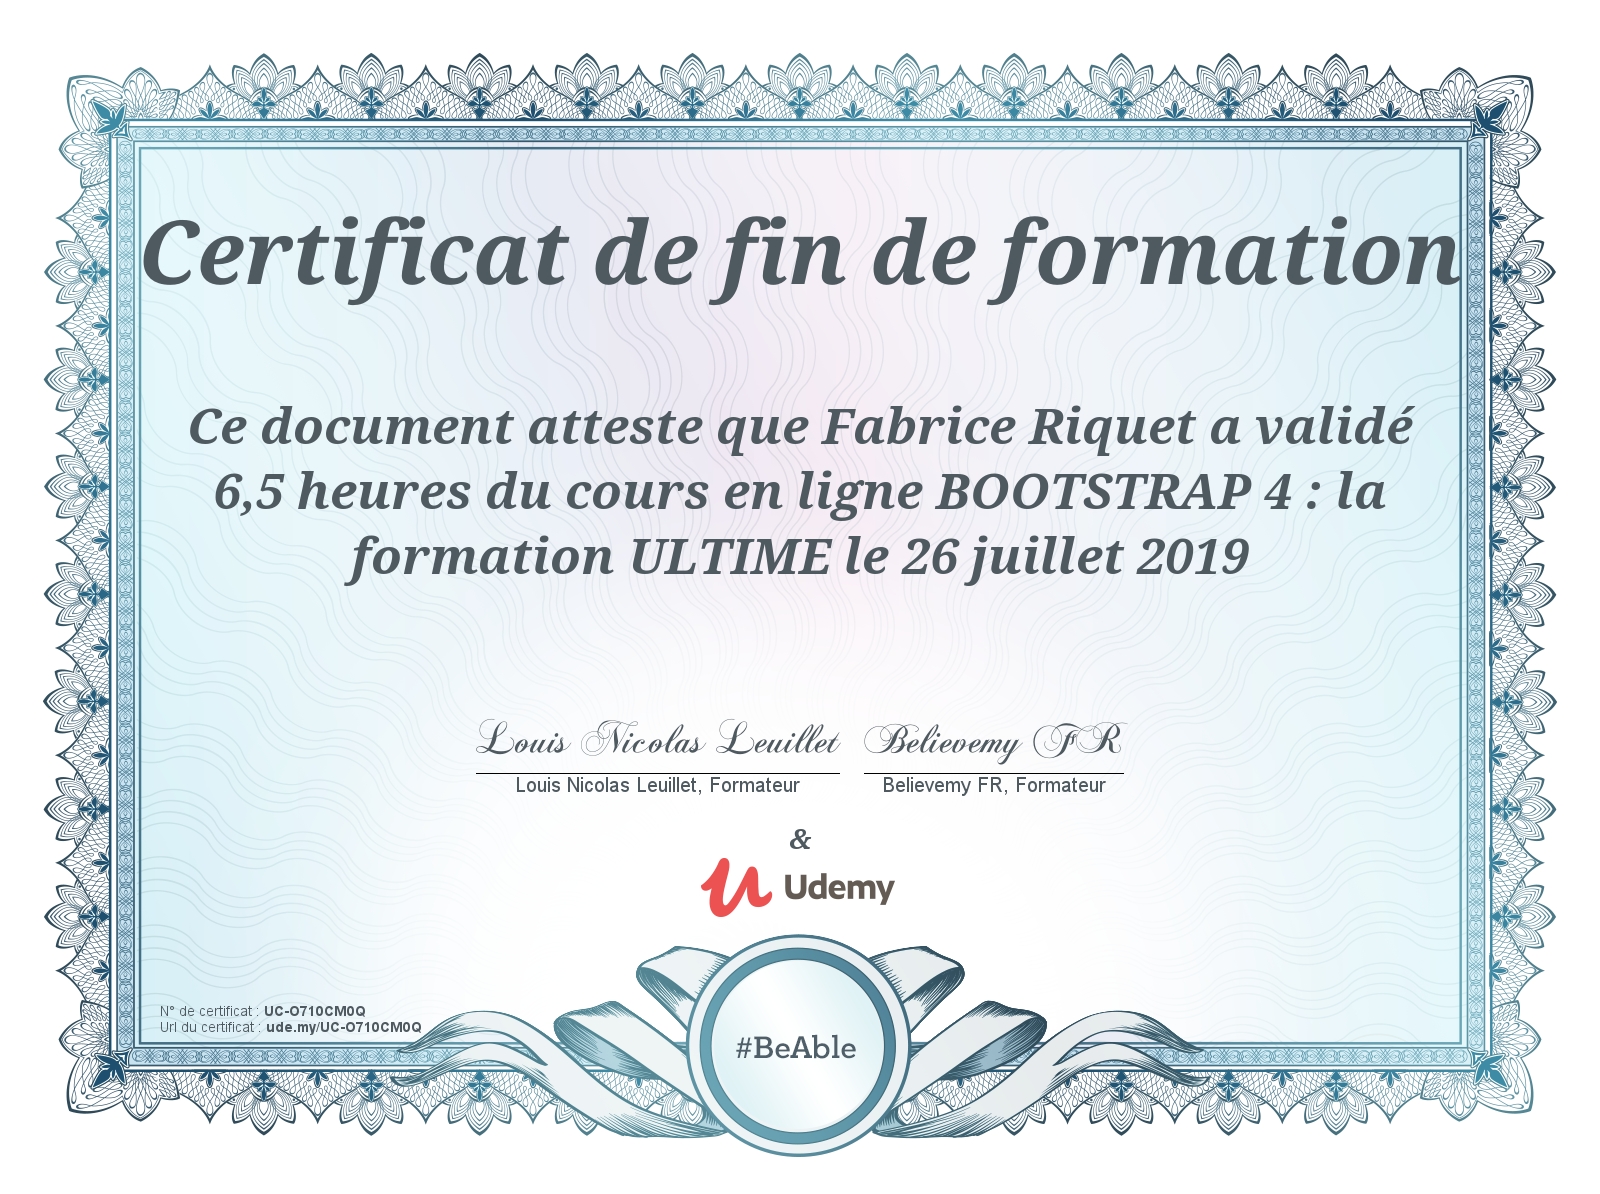 Certificat de fin de formation
Ce document atteste que Fabrice Riquet a validé
6,5 heures du cours en ligne BOOTSTRAP 4 : la
formation ULTIME le 26 juillet 2019
Louis Nicolas Leuillet Believemy FR
Louis Nicolas Leuillet, Formateur Believemy FR, Formateur
&
Udemy
N° de certificat : UC-O710CM0Q
Url du certificat : ude.my/UC-O710CM0Q
#BeAble